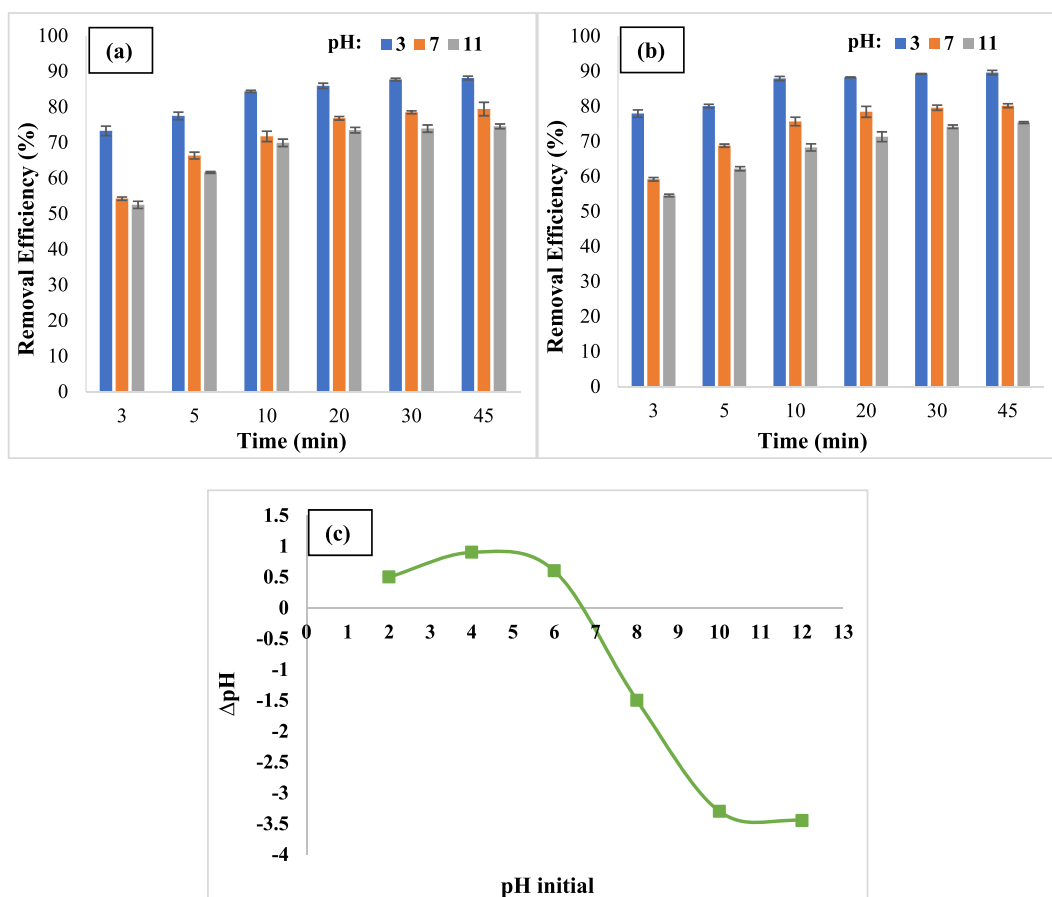 (a)
pH: 3 7 11
100
90
80
70
60
50
40
30
20
10
0
Removal Efficiency (%)
3 5 10 20 30 45
Time (min)
(b)
pH: 3 7 11
100
90
80
70
60
50
40
30
20
10
0
Removal Efficiency (%)
3 5 10 20 30 45
Time (min)
(c)
1.5
1
0.5
0
-0.5
-1
-1.5
-2
-2.5
-3
-3.5
-4
ΔpH
0 1 2 3 4 5 6 7 8 9 10 11 12 13
pH initial